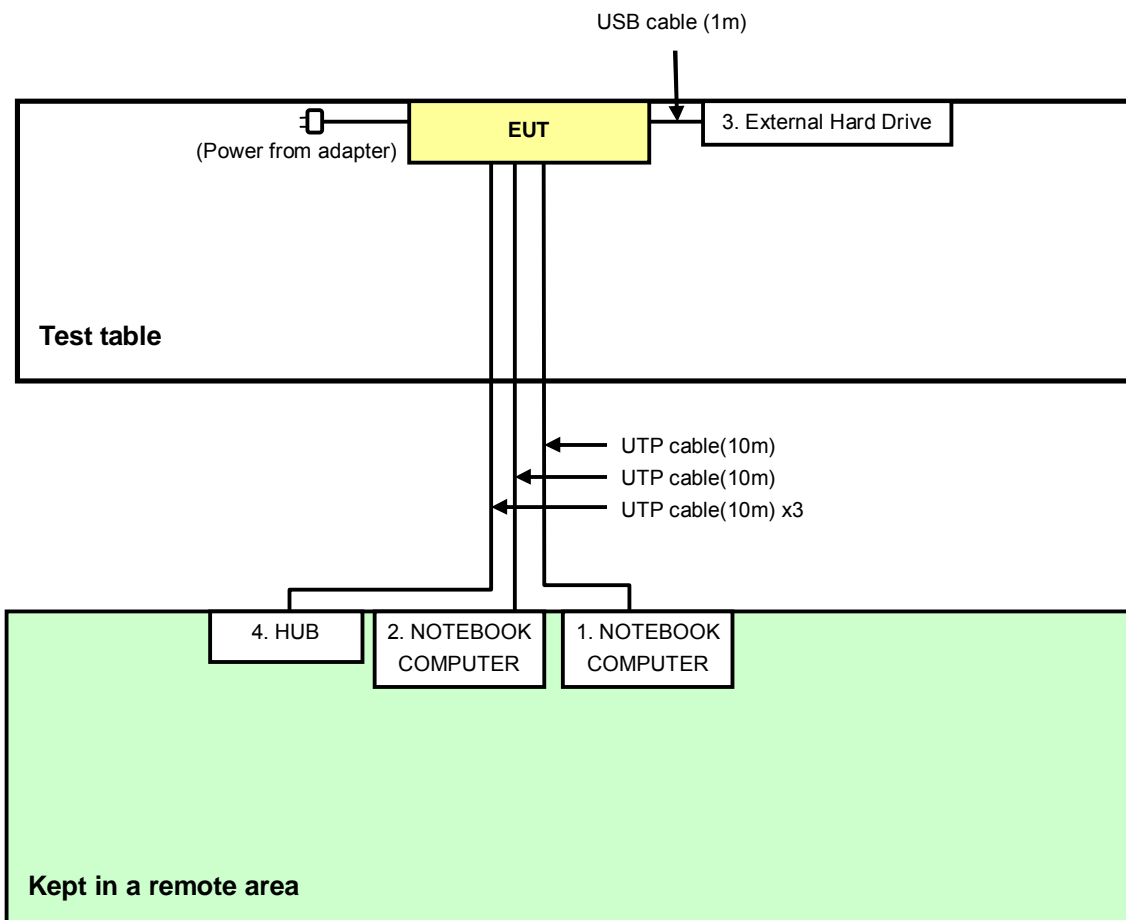 USB cable (1m)
EUT
3. External Hard Drive
(Power from adapter)
Test table
UTP cable(10m)
UTP cable(10m)
UTP cable(10m) x3
4. HUB
2. NOTEBOOK
COMPUTER
1. NOTEBOOK
COMPUTER
Kept in a remote area